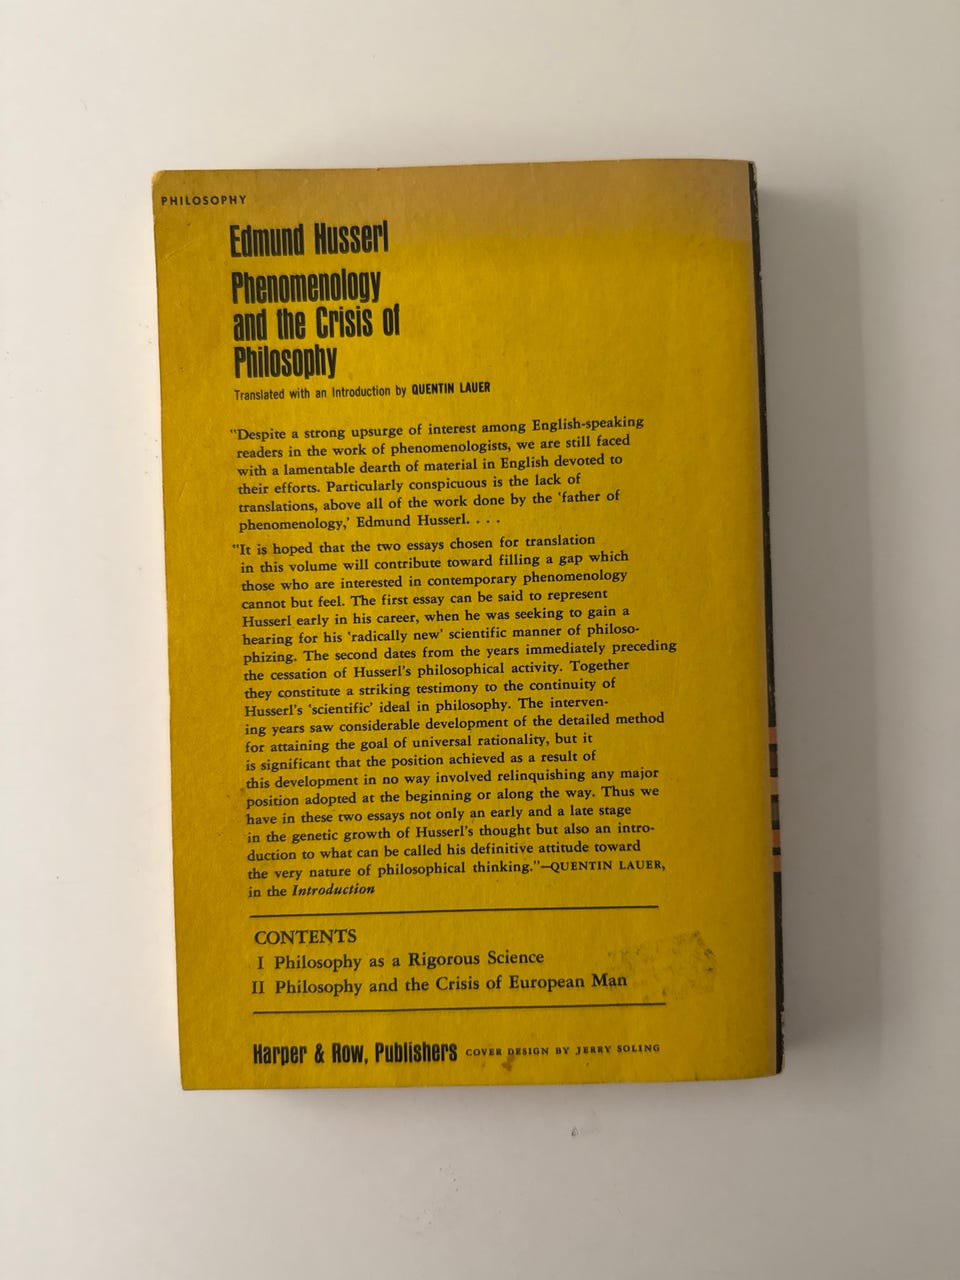 PHILOSOPHY
Edmund Husserl
Phenomenology
and the Crisis of
Philosophy
Translated with an Introduction by QUENTIN LAUER
"Despite a strong upsurge of interest among English-speaking
readers in the work of phenomenologists, we are still faced
with a lamentable dearth of material in English devoted to
their efforts. Particularly conspicuous is the lack of
translations, above all of the work done by the 'father of
phenomenology,' Edmund Husserl. . . .
"It is hoped that the two essays chosen for translation
in this volume will contribute toward filling a gap which
those who are interested in contemporary phenomenology
cannot but feel. The first essay can be said to represent
Husserl early in his career, when he was seeking to gain a
hearing for his 'radically new' scientific manner of philoso-
phizing. The second dates from the years immediately preceding
the cessation of Husserl's philosophical activity. Together
they constitute a striking testimony to the continuity of
Husserl's 'scientific' ideal in philosophy. The interven-
ing years saw considerable development of the detailed method
for attaining the goal of universal rationality, but it
is significant that the position achieved as a result of
this development in no way involved relinquishing any major
position adopted at the beginning or along the way. Thus we
have in these two essays not only an early and a late stage
in the genetic growth of Husserl's thought but also an intro-
duction to what can be called his definitive attitude toward
the very nature of philosophical thinking."—QUENTIN LAUER,
in the Introduction
CONTENTS
I Philosophy as a Rigorous Science
II Philosophy and the Crisis of European Man
Harper & Row, Publishers COVER DESIGN BY JERRY SOLING